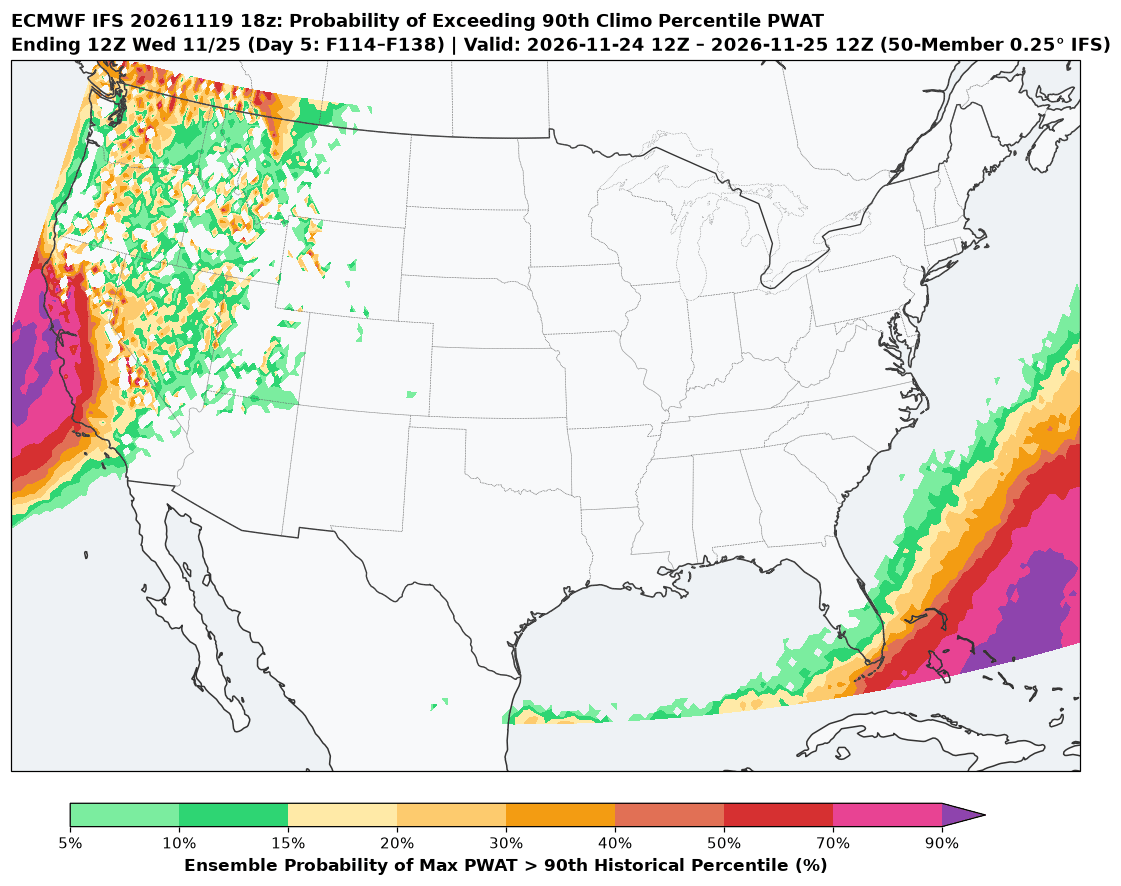 ECMWF IFS 20261119 18z: Probability of Exceeding 90th Climo Percentile PWAT
Ending 12Z Wed 11/25 (Day 5: F114–F138) | Valid: 2026-11-24 12Z – 2026-11-25 12Z (50-Member 0.25° IFS)
5% 10% 15% 20% 30% 40% 50% 70% 90%
Ensemble Probability of Max PWAT > 90th Historical Percentile (%)